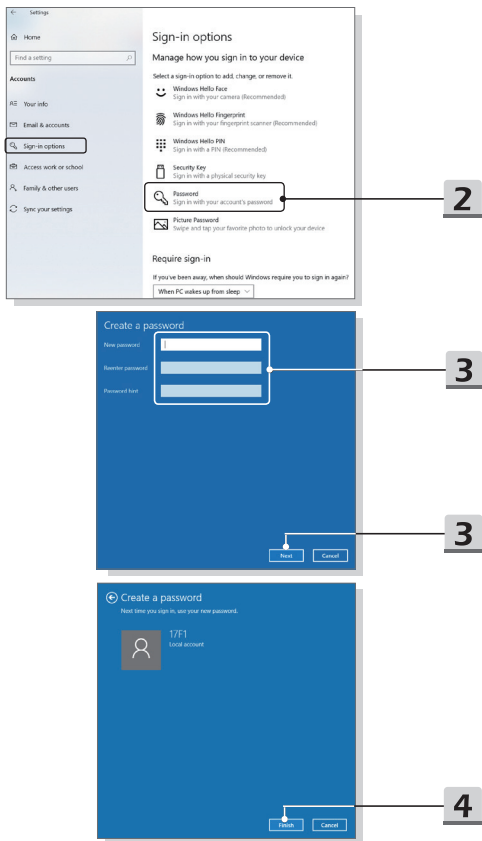 Settings
Home
Find a setting
Accounts
Your info
Email & accounts
Sign-in options
Access work or school
Family & other users
Sync your settings
Sign-in options
Manage how you sign in to your device
Select a sign-in option to add, change, or remove it.
Windows Hello Face
Sign in with your camera (Recommended)
Windows Hello Fingerprint
Sign in with your fingerprint scanner (Recommended)
Windows Hello PIN
Sign in with a PIN (Recommended)
Security Key
Sign in with a physical security key
Password
Sign in with your account's password
2
Picture Password
Swipe and tap your favorite photo to unlock your device
Require sign-in
If you've been away, when should Windows require you to sign in again?
When PC wakes up from sleep
Create a password
New password
Reenter password
3
Password hint
3
Next Cancel
Create a password
Next time you sign in, use your new password.
17F1
Local account
4
Finish Cancel